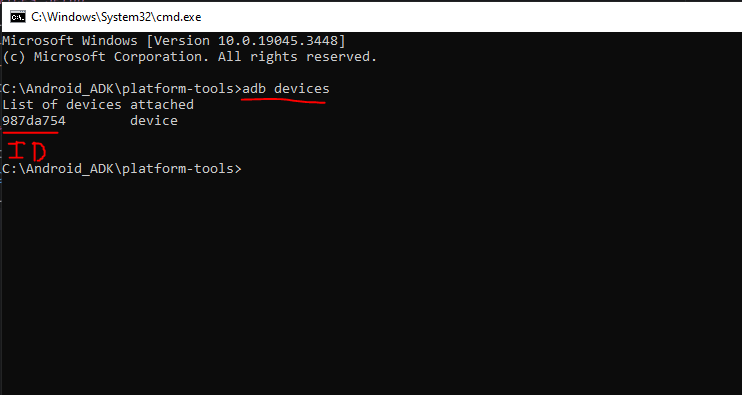 C:\Windows\System32\cmd.exe
Microsoft Windows [Version 10.0.19045.3448]
(c) Microsoft Corporation. All rights reserved.
C:\Android_ADK\platform-tools>adb devices
List of devices attached
987da754        device
ID
C:\Android_ADK\platform-tools>